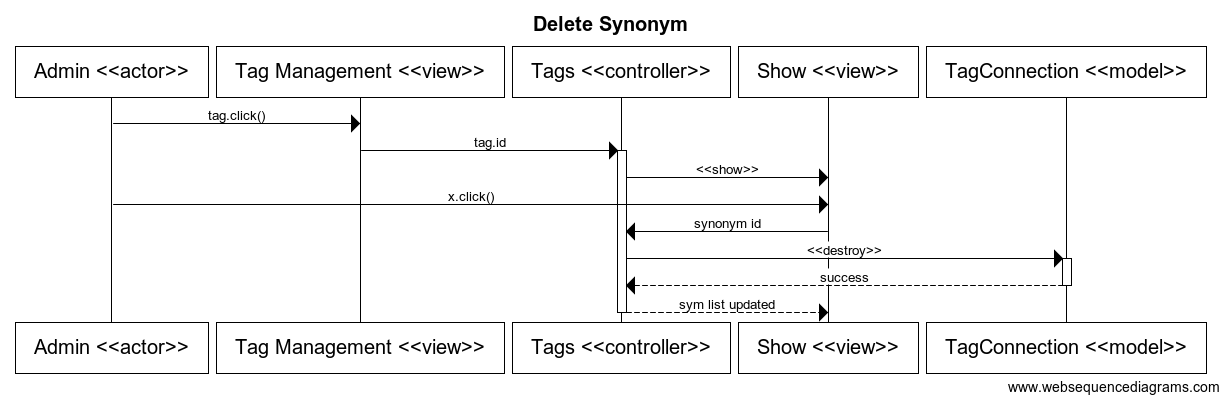 Delete Synonym
Admin <<actor>>
Tag Management <<view>>
Tags <<controller>>
Show <<view>>
TagConnection <<model>>
tag.click()
tag.id
<<show>>
x.click()
synonym id
<<destroy>>
success
sym list updated
Admin <<actor>>
Tag Management <<view>>
Tags <<controller>>
Show <<view>>
TagConnection <<model>>
www.websequencediagrams.com